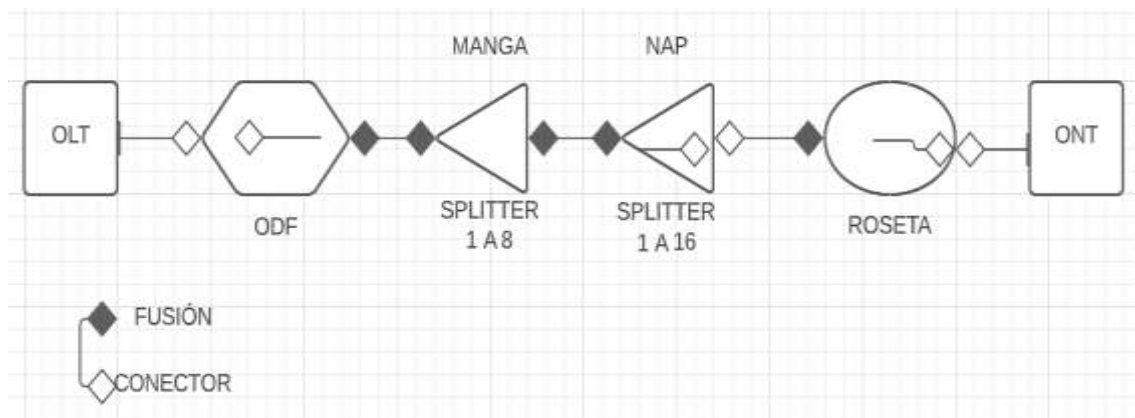 MANGA
NAP
OLT
ONT
ODF
SPLITTER
1 A 8
SPLITTER
1 A 16
ROSETA
FUSIÓN
CONECTOR